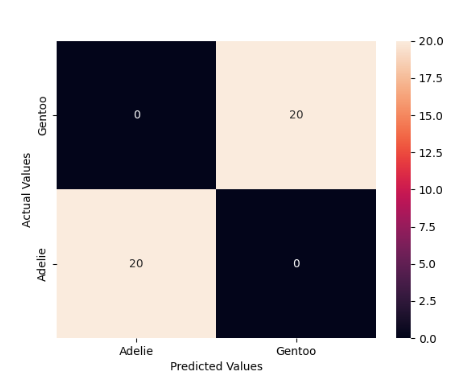 Gentoo
Adelie
Actual Values
0
20
20
0
Adelie
Gentoo
Predicted Values
20.0
17.5
15.0
12.5
10.0
7.5
5.0
2.5
0.0